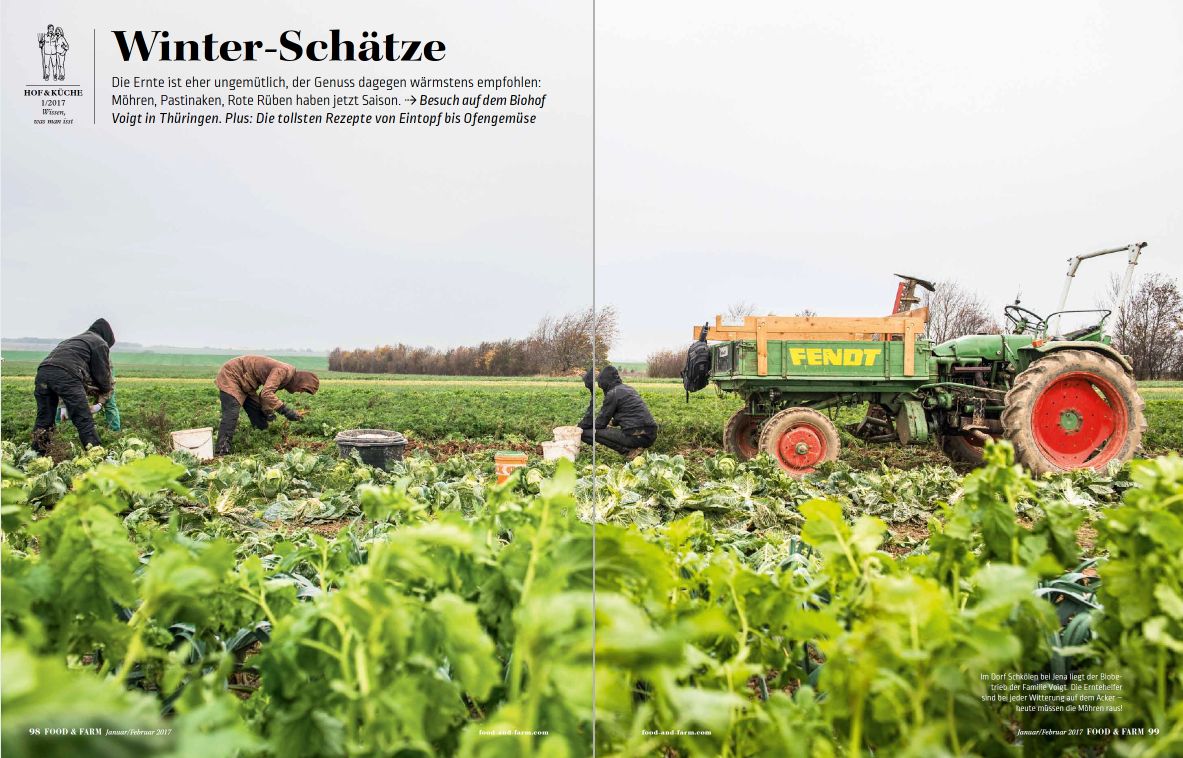 HOF & KÜCHE
1/2017
Wissen,
was man isst
Winter-Schätze
Die Ernte ist eher ungemütlich, der Genuss dagegen wärmstens empfohlen:
Möhren, Pastinaken, Rote Rüben haben jetzt Saison. ⇢ Besuch auf dem Biohof
Voigt in Thüringen. Plus: Die tollsten Rezepte von Eintopf bis Ofengemüse
FENDT
Im Dorf Schkölen bei Jena liegt der Biobe-
trieb der Familie Voigt. Die Erntehelfer
sind bei jeder Witterung auf dem Acker –
heute müssen die Möhren raus!
98 FOOD & FARM Januar/Februar 2017
food-and-farm.com
food-and-farm.com
Januar/Februar 2017 FOOD & FARM 99